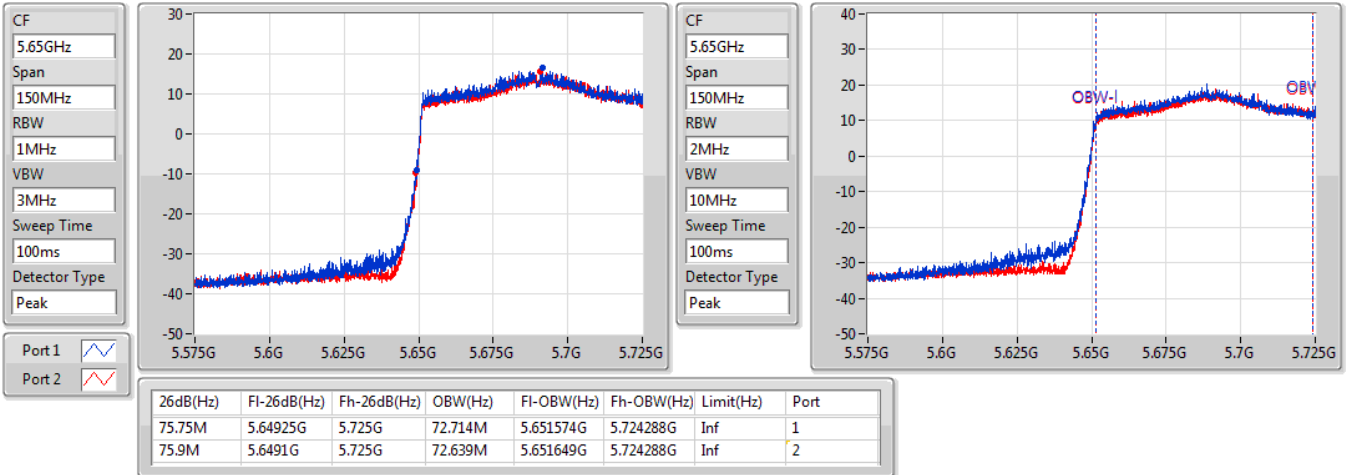 CF
5.65GHz
Span
150MHz
RBW
1MHz
VBW
3MHz
Sweep Time
100ms
Detector Type
Peak
30
20
10
0
-10
-20
-30
-40
-50
5.575G 5.6G 5.625G 5.65G 5.675G 5.7G 5.725G
CF
5.65GHz
Span
150MHz
RBW
2MHz
VBW
10MHz
Sweep Time
100ms
Detector Type
Peak
40
30
20
10
0
-10
-20
-30
-40
-50
OBW-l OBW
5.575G 5.6G 5.625G 5.65G 5.675G 5.7G 5.725G
Port 1
Port 2
26dB(Hz) Fl-26dB(Hz) Fh-26dB(Hz) OBW(Hz) Fl-OBW(Hz) Fh-OBW(Hz) Limit(Hz) Port
75.75M 5.64925G 5.725G 72.714M 5.651574G 5.724288G Inf 1
75.9M 5.6491G 5.725G 72.639M 5.651649G 5.724288G Inf 2